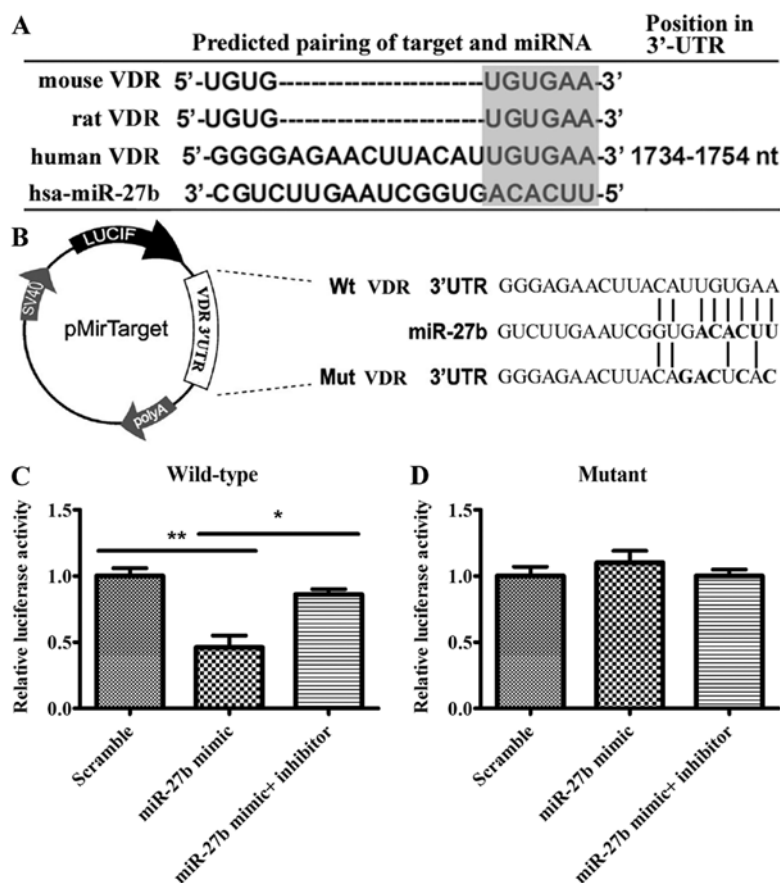 A
Predicted pairing of target and miRNA
Position in
3’-UTR
mouse VDR 5’-UGUG-----------------------UGUGAA-3’
rat VDR 5’-UGUG-----------------------UGUGAA-3’
human VDR 5’-GGGGAGAACUUACAUUGUGAA-3’ 1734-1754 nt
hsa-miR-27b 3’-CGUCUUGAAUCGGUGACACUU-5’
B
LUCIF
SV40
pMirTarget
VDR 3'UTR
polyA
Wt VDR 3’UTR GGGAGAACUUACAUUGUGAA
miR-27b GUCUUGAAUCGGUGACACUU
Mut VDR 3’UTR GGGAGAACUUACAGACUCAC
C
Wild-type
Relative luciferase activity
1.5
1.0
0.5
0.0
**
*
Scramble
miR-27b mimic
miR-27b mimic+ inhibitor
D
Mutant
Relative luciferase activity
1.5
1.0
0.5
0.0
Scramble
miR-27b mimic
miR-27b mimic+ inhibitor